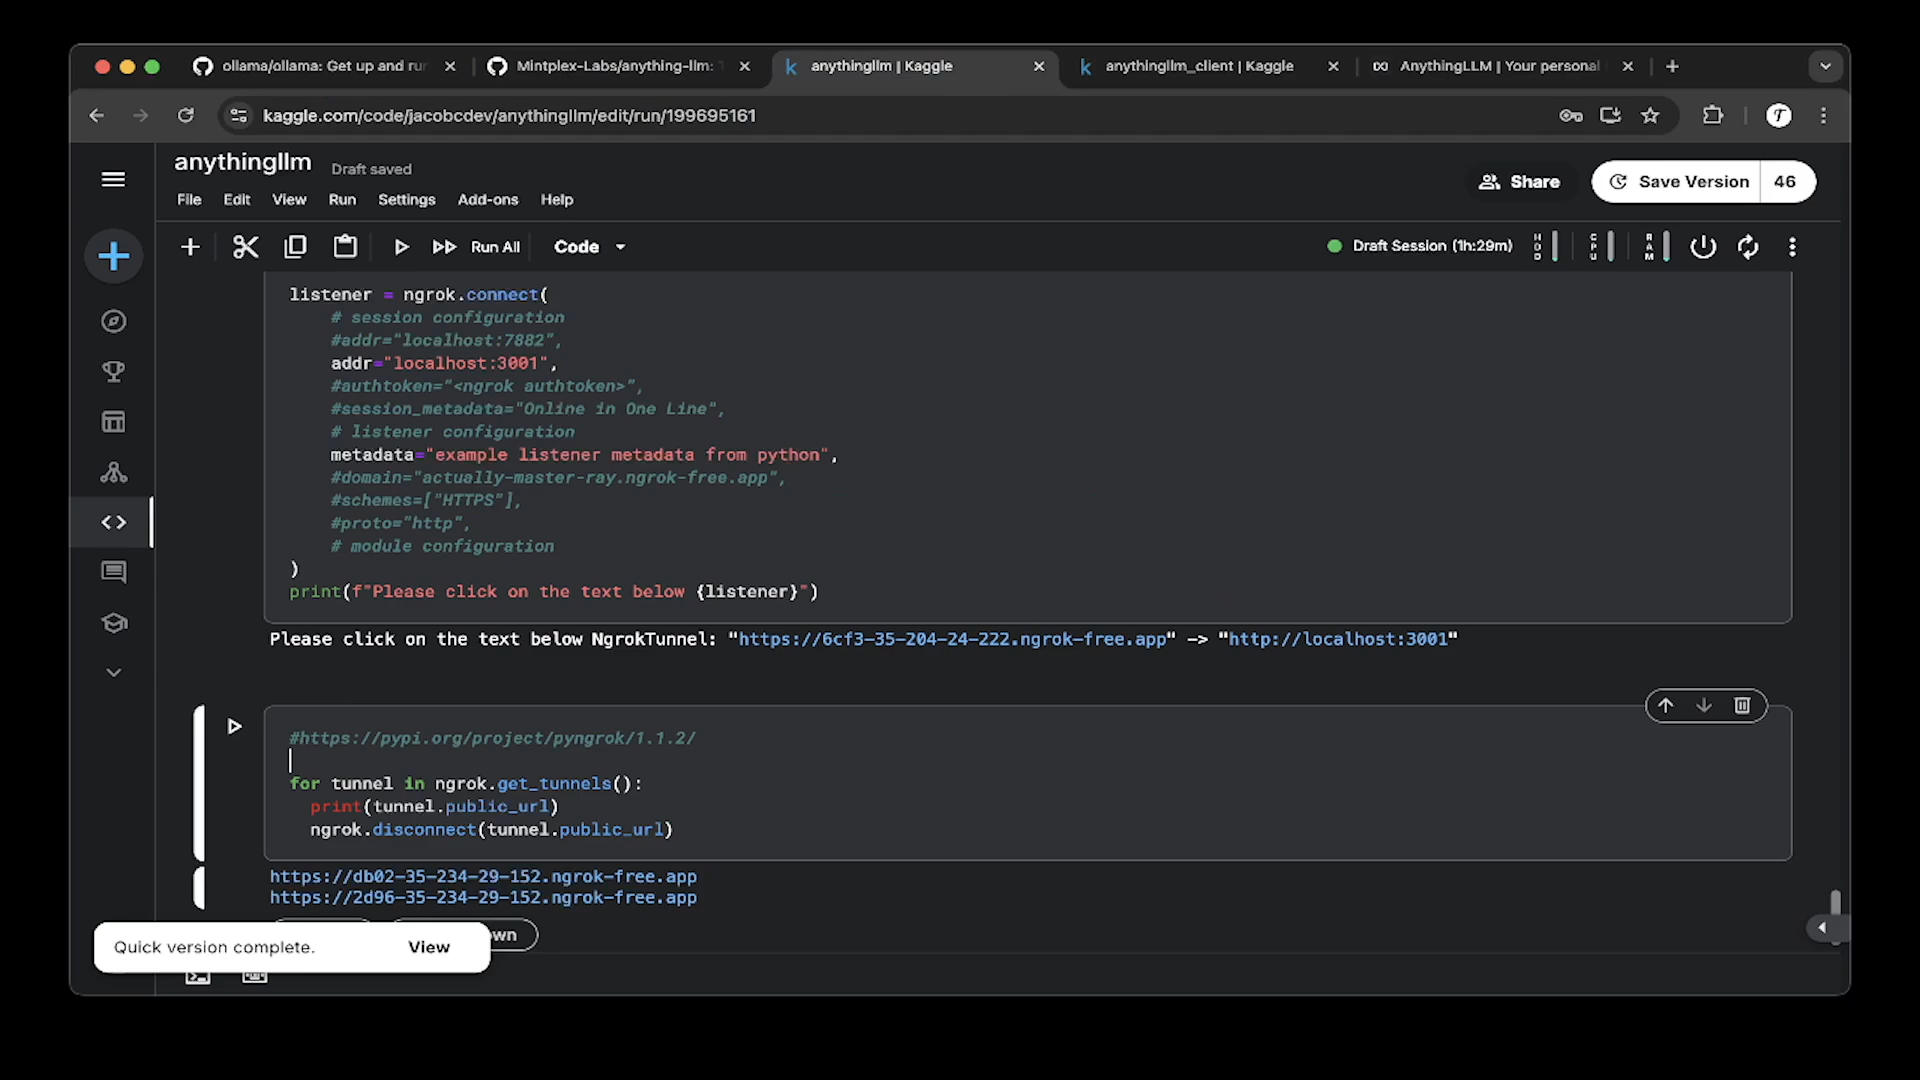 ollama/ollama: Get up and rur
Mintplex-Labs/anything-llm:
anythingllm | Kaggle
anythingllm_client | Kaggle
AnythingLLM | Your personal
kaggle.com/code/jacobcdev/anythingllm/edit/run/199695161
anythingllm
Draft saved
File Edit View Run Settings Add-ons Help
Share
Save Version 46
Run All
Code
Draft Session (1h:29m)
HDD
CPU
RAM
listener = ngrok.connect(
# session configuration
#addr="localhost:7882",
addr="localhost:3001",
#authtoken="<ngrok authtoken>",
#session_metadata="Online in One Line",
# listener configuration
metadata="example listener metadata from python",
#domain="actually-master-ray.ngrok-free.app",
#schemes=["HTTPS"],
#proto="http",
# module configuration
)
print(f"Please click on the text below {listener}")
Please click on the text below NgrokTunnel: "https://6cf3-35-204-24-222.ngrok-free.app" -> "http://localhost:3001"
#https://pypi.org/project/pyngrok/1.1.2/
for tunnel in ngrok.get_tunnels():
print(tunnel.public_url)
ngrok.disconnect(tunnel.public_url)
https://db02-35-234-29-152.ngrok-free.app
https://2d96-35-234-29-152.ngrok-free.app
Quick version complete. View
own